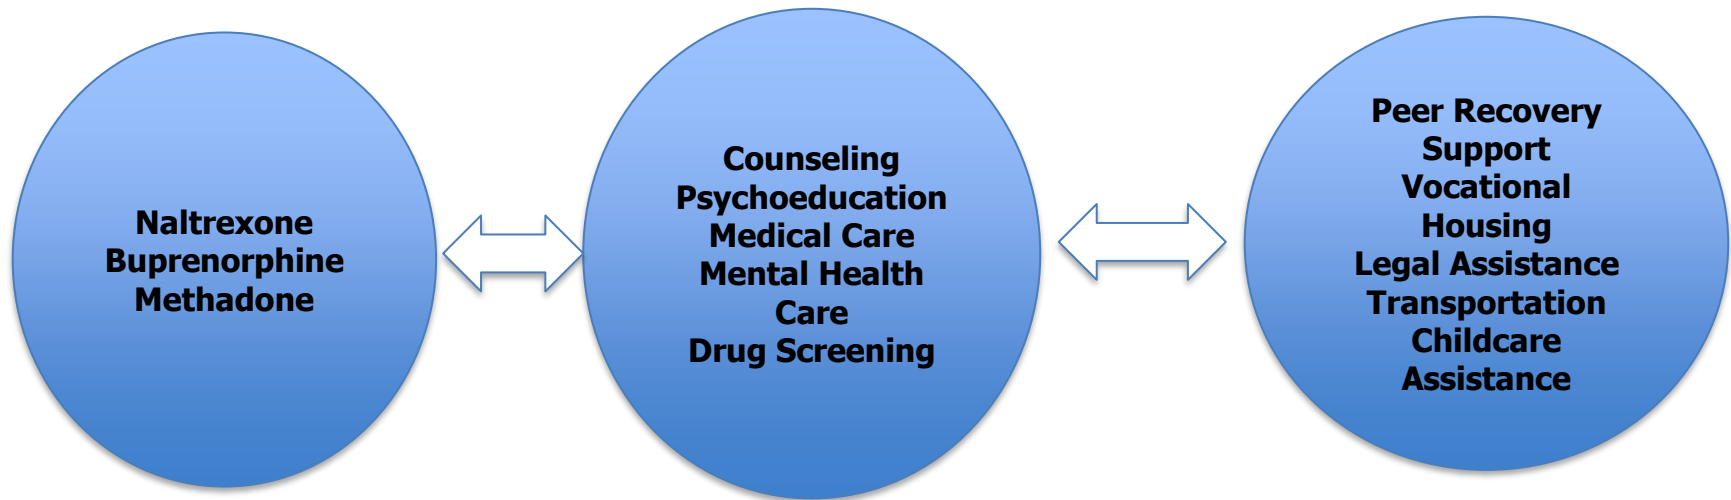 Naltrexone
Buprenorphine
Methadone
Counseling
Psychoeducation
Medical Care
Mental Health
Care
Drug Screening
Peer Recovery
Support
Vocational
Housing
Legal Assistance
Transportation
Childcare
Assistance